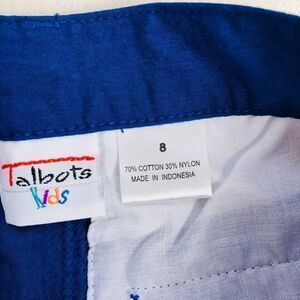 Talbots
Kids
8
70% COTTON 30% NYLON
MADE IN INDONESIA